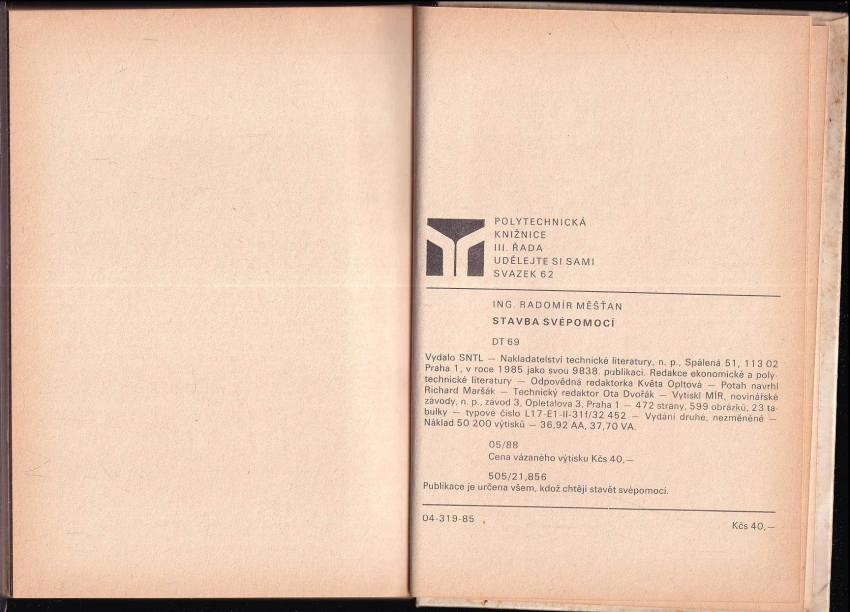 POLYTECHNICKÁ
KNIŽNICE
III. ŘADA
UDĚLEJTE SI SAMI
SVAZEK 62
ING. RADOMÍR MĚŠŤAN
STAVBA SVÉPOMOCÍ
DT 69
Vydalo SNTL — Nakladatelství technické literatury, n. p., Spálená 51, 113 02
Praha 1, v roce 1985 jako svou 9838. publikaci. Redakce ekonomické a poly-
technické literatury — Odpovědná redaktorka Květa Opltová — Potah navrhl
Richard Maršák — Technický redaktor Ota Dvořák — Vytiskl MÍR, novinářské
závody, n. p., závod 3, Opletalova 3, Praha 1 — 472 strany, 599 obrázků, 23 ta-
bulky — typové číslo L17-E1-II-31f/32 452 — Vydání druhé, nezměněné —
Náklad 50 200 výtisků — 36,92 AA, 37,70 VA.
05/88
Cena vázaného výtisku Kčs 40,—
505/21,856
Publikace je určena všem, kdož chtějí stavět svépomocí.
04-319-85
Kčs 40,—